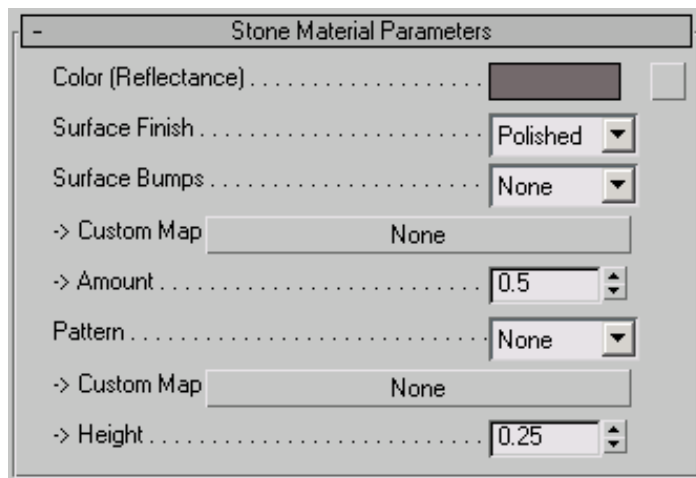 - Stone Material Parameters
Color (Reflectance) . . . . . . . . . . . . . . . . . . .
Surface Finish . . . . . . . . . . . . . . . . . . . . . . . Polished
Surface Bumps . . . . . . . . . . . . . . . . . . . . . . None
-> Custom Map None
-> Amount . . . . . . . . . . . . . . . . . . . . . . . . . . 0.5
Pattern . . . . . . . . . . . . . . . . . . . . . . . . . . . . . None
-> Custom Map None
-> Height . . . . . . . . . . . . . . . . . . . . . . . . . . . 0.25